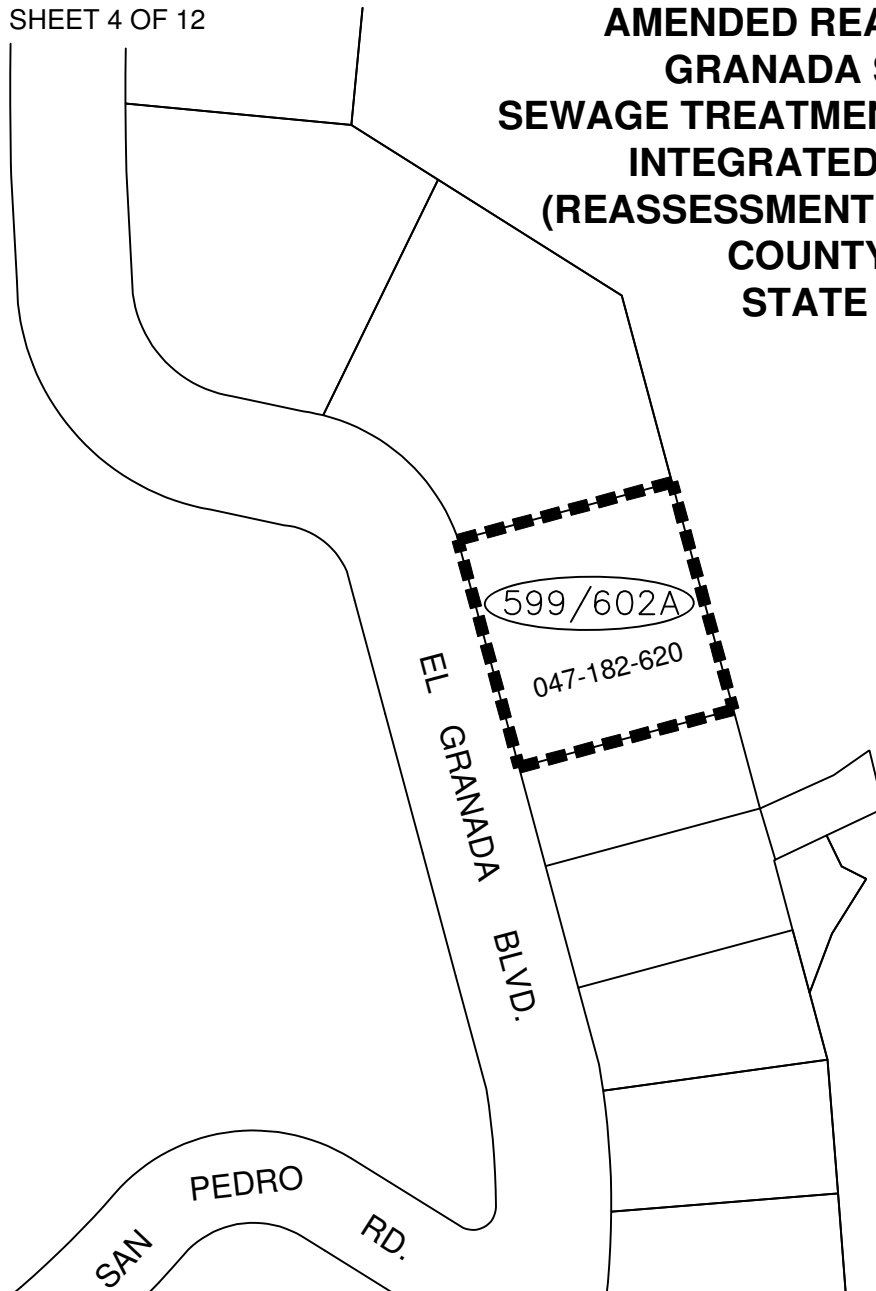 SHEET 4 OF 12
AMENDED REA
GRANADA S
SEWAGE TREATMEN
INTEGRATED
(REASSESSMENT
COUNTY
STATE
599/602A
047-182-620
EL GRANADA BLVD.
SAN PEDRO RD.